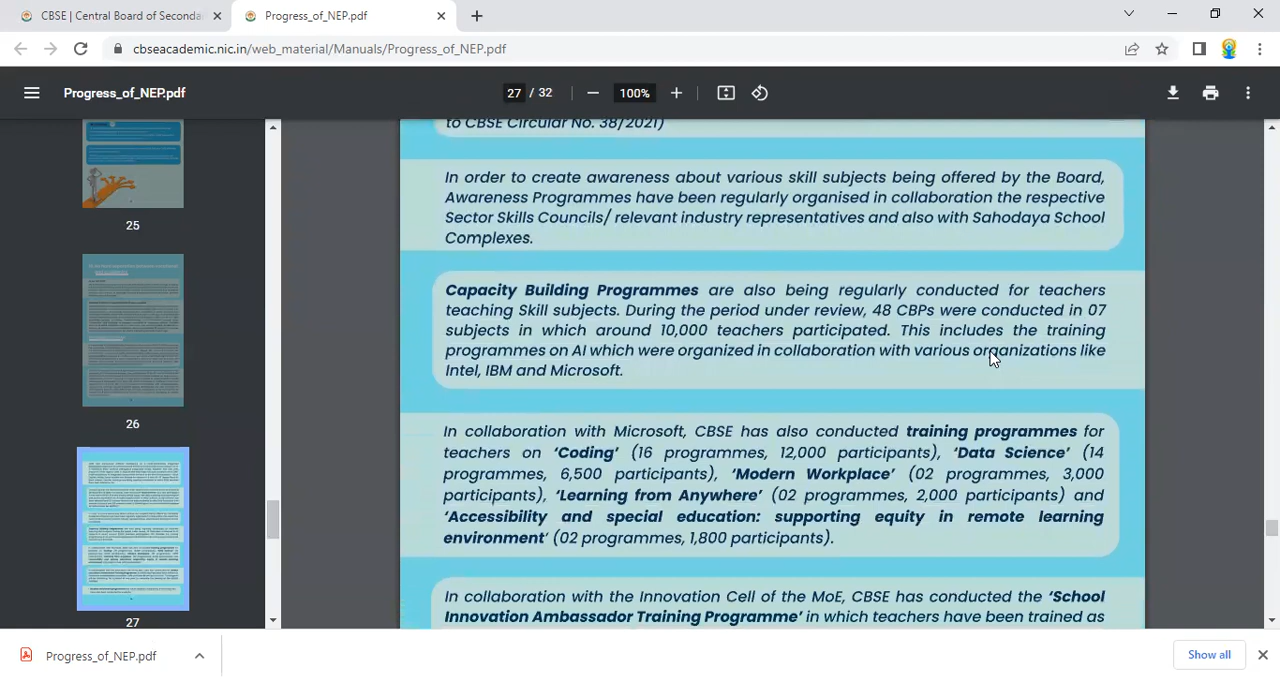 CBSE | Central Board of Seconda
Progress_of_NEP.pdf
cbseacademic.nic.in/web_material/Manuals/Progress_of_NEP.pdf
Progress_of_NEP.pdf
27 / 32
100%
25
26
27
to CBSE Circular No. 38/2021)
In order to create awareness about various skill subjects being offered by the Board,
Awareness Programmes have been regularly organised in collaboration the respective
Sector Skills Councils/ relevant industry representatives and also with Sahodaya School
Complexes.
Capacity Building Programmes are also being regularly conducted for teachers
teaching Skill subjects. During the period under review, 48 CBPs were conducted in 07
subjects in which around 10,000 teachers participated. This includes the training
programmes on AI which were organized in collaboration with various organizations like
Intel, IBM and Microsoft.
In collaboration with Microsoft, CBSE has also conducted training programmes for
teachers on 'Coding' (16 programmes, 12,000 participants), 'Data Science' (14
programmes, 6,500 participants), 'Modern Workplace' (02 programmes, 3,000
participants), 'Learning from Anywhere' (02 programmes, 2,000 participants) and
'Accessibility and special education: supporting equity in remote learning
environment' (02 programmes, 1,800 participants).
In collaboration with the Innovation Cell of the MoE, CBSE has conducted the 'School
Innovation Ambassador Training Programme' in which teachers have been trained as
Progress_of_NEP.pdf
Show all